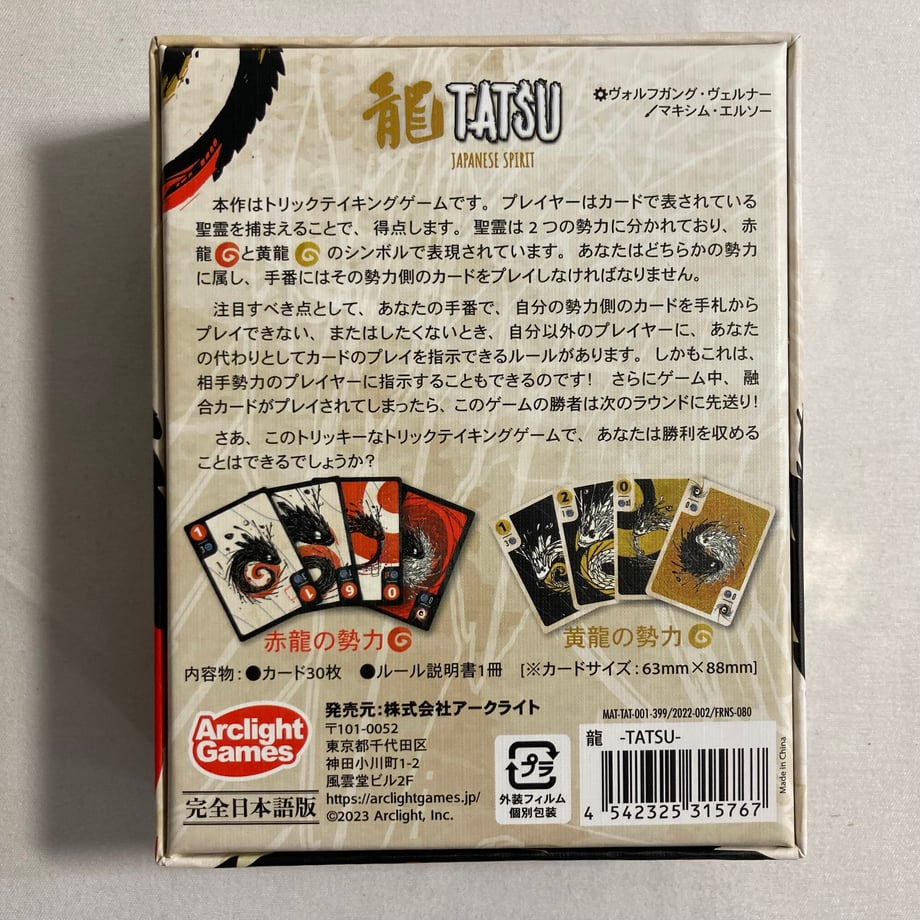 龍 TATSU
JAPANESE SPIRIT
ヴォルフガング・ヴェルナー
マキシム・エルソー
本作はトリックテイキングゲームです。プレイヤーはカードで表されている
聖霊を捕まえることで、得点します。聖霊は2つの勢力に分かれており、赤
龍と黄龍のシンボルで表現されています。あなたはどちらかの勢力
に属し、手番にはその勢力側のカードをプレイしなければなりません。
注目すべき点として、あなたの手番で、自分の勢力側のカードを手札から
プレイできない、またはしたくないとき、自分以外のプレイヤーに、あなた
の代わりとしてカードのプレイを指示できるルールがあります。しかもこれは、
相手勢力のプレイヤーに指示することもできるのです! さらにゲーム中、融
合カードがプレイされてしまったら、このゲームの勝者は次のラウンドに先送り!
さあ、このトリッキーなトリックテイキングゲームで、あなたは勝利を収める
ことはできるでしょうか?
1
3
1
6
0
1
3
2
1
0
0
0
赤龍の勢力
黄龍の勢力
内容物:●カード30枚 ●ルール説明書1冊 [※カードサイズ:63mm×88mm]
Arclight
Games
完全日本語版
発売元:株式会社アークライト
〒101-0052
東京都千代田区
神田小川町1-2
風雲堂ビル2F
https://arclightgames.jp/
©2023 Arclight, Inc.
プラ
外装フィルム
個別包装
MAT-TAT-001-399/2022-002/FRNS-080
龍 -TATSU-
4 542325 315767
Made in China